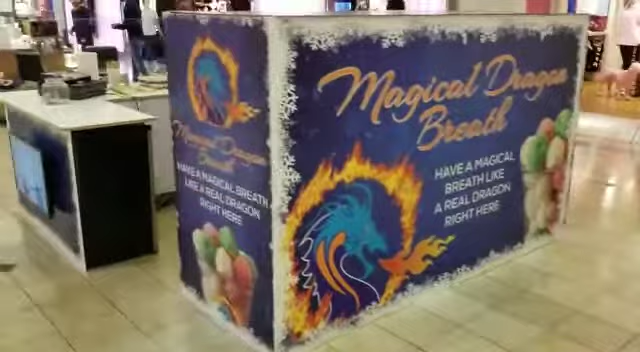 Magical Dragon
Breath
HAVE A MAGICAL BREATH
LIKE A REAL DRAGON
RIGHT HERE
Magical Dragon
Breath
HAVE A MAGICAL
BREATH LIKE
A REAL DRAGON
RIGHT HERE